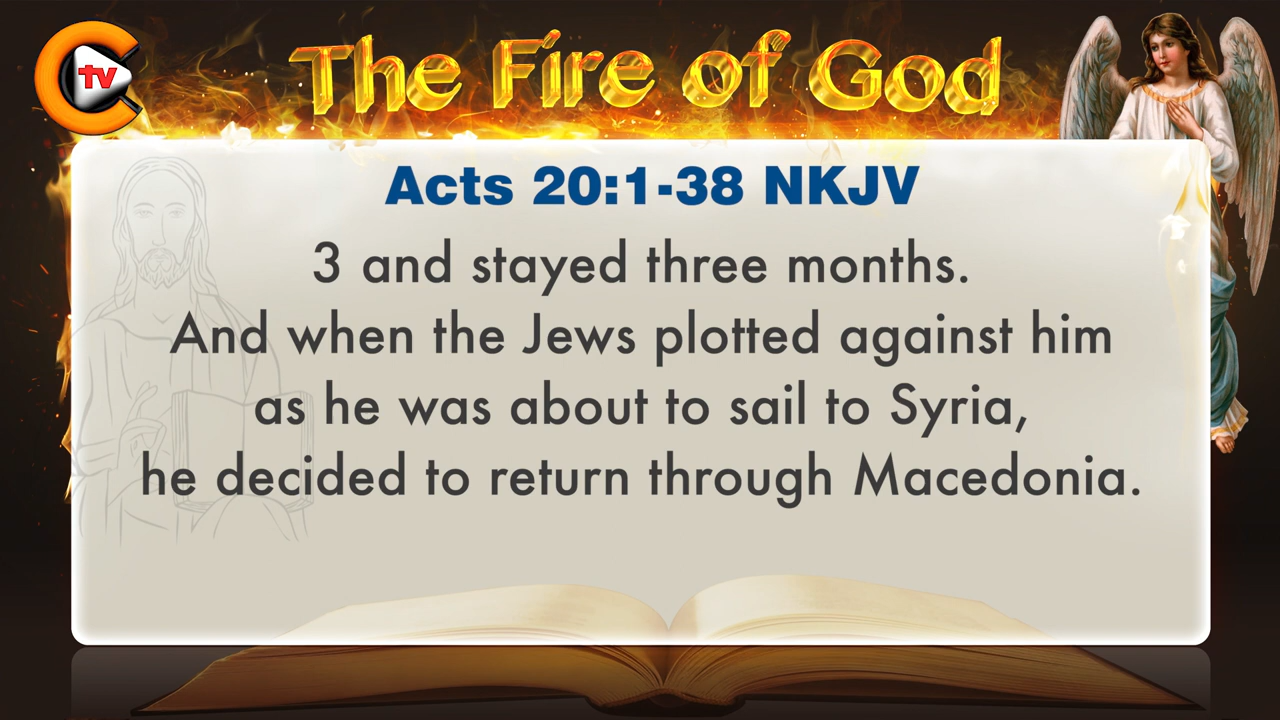 tv
The Fire of God
Acts 20:1-38 NKJV
3 and stayed three months.
And when the Jews plotted against him
as he was about to sail to Syria,
he decided to return through Macedonia.